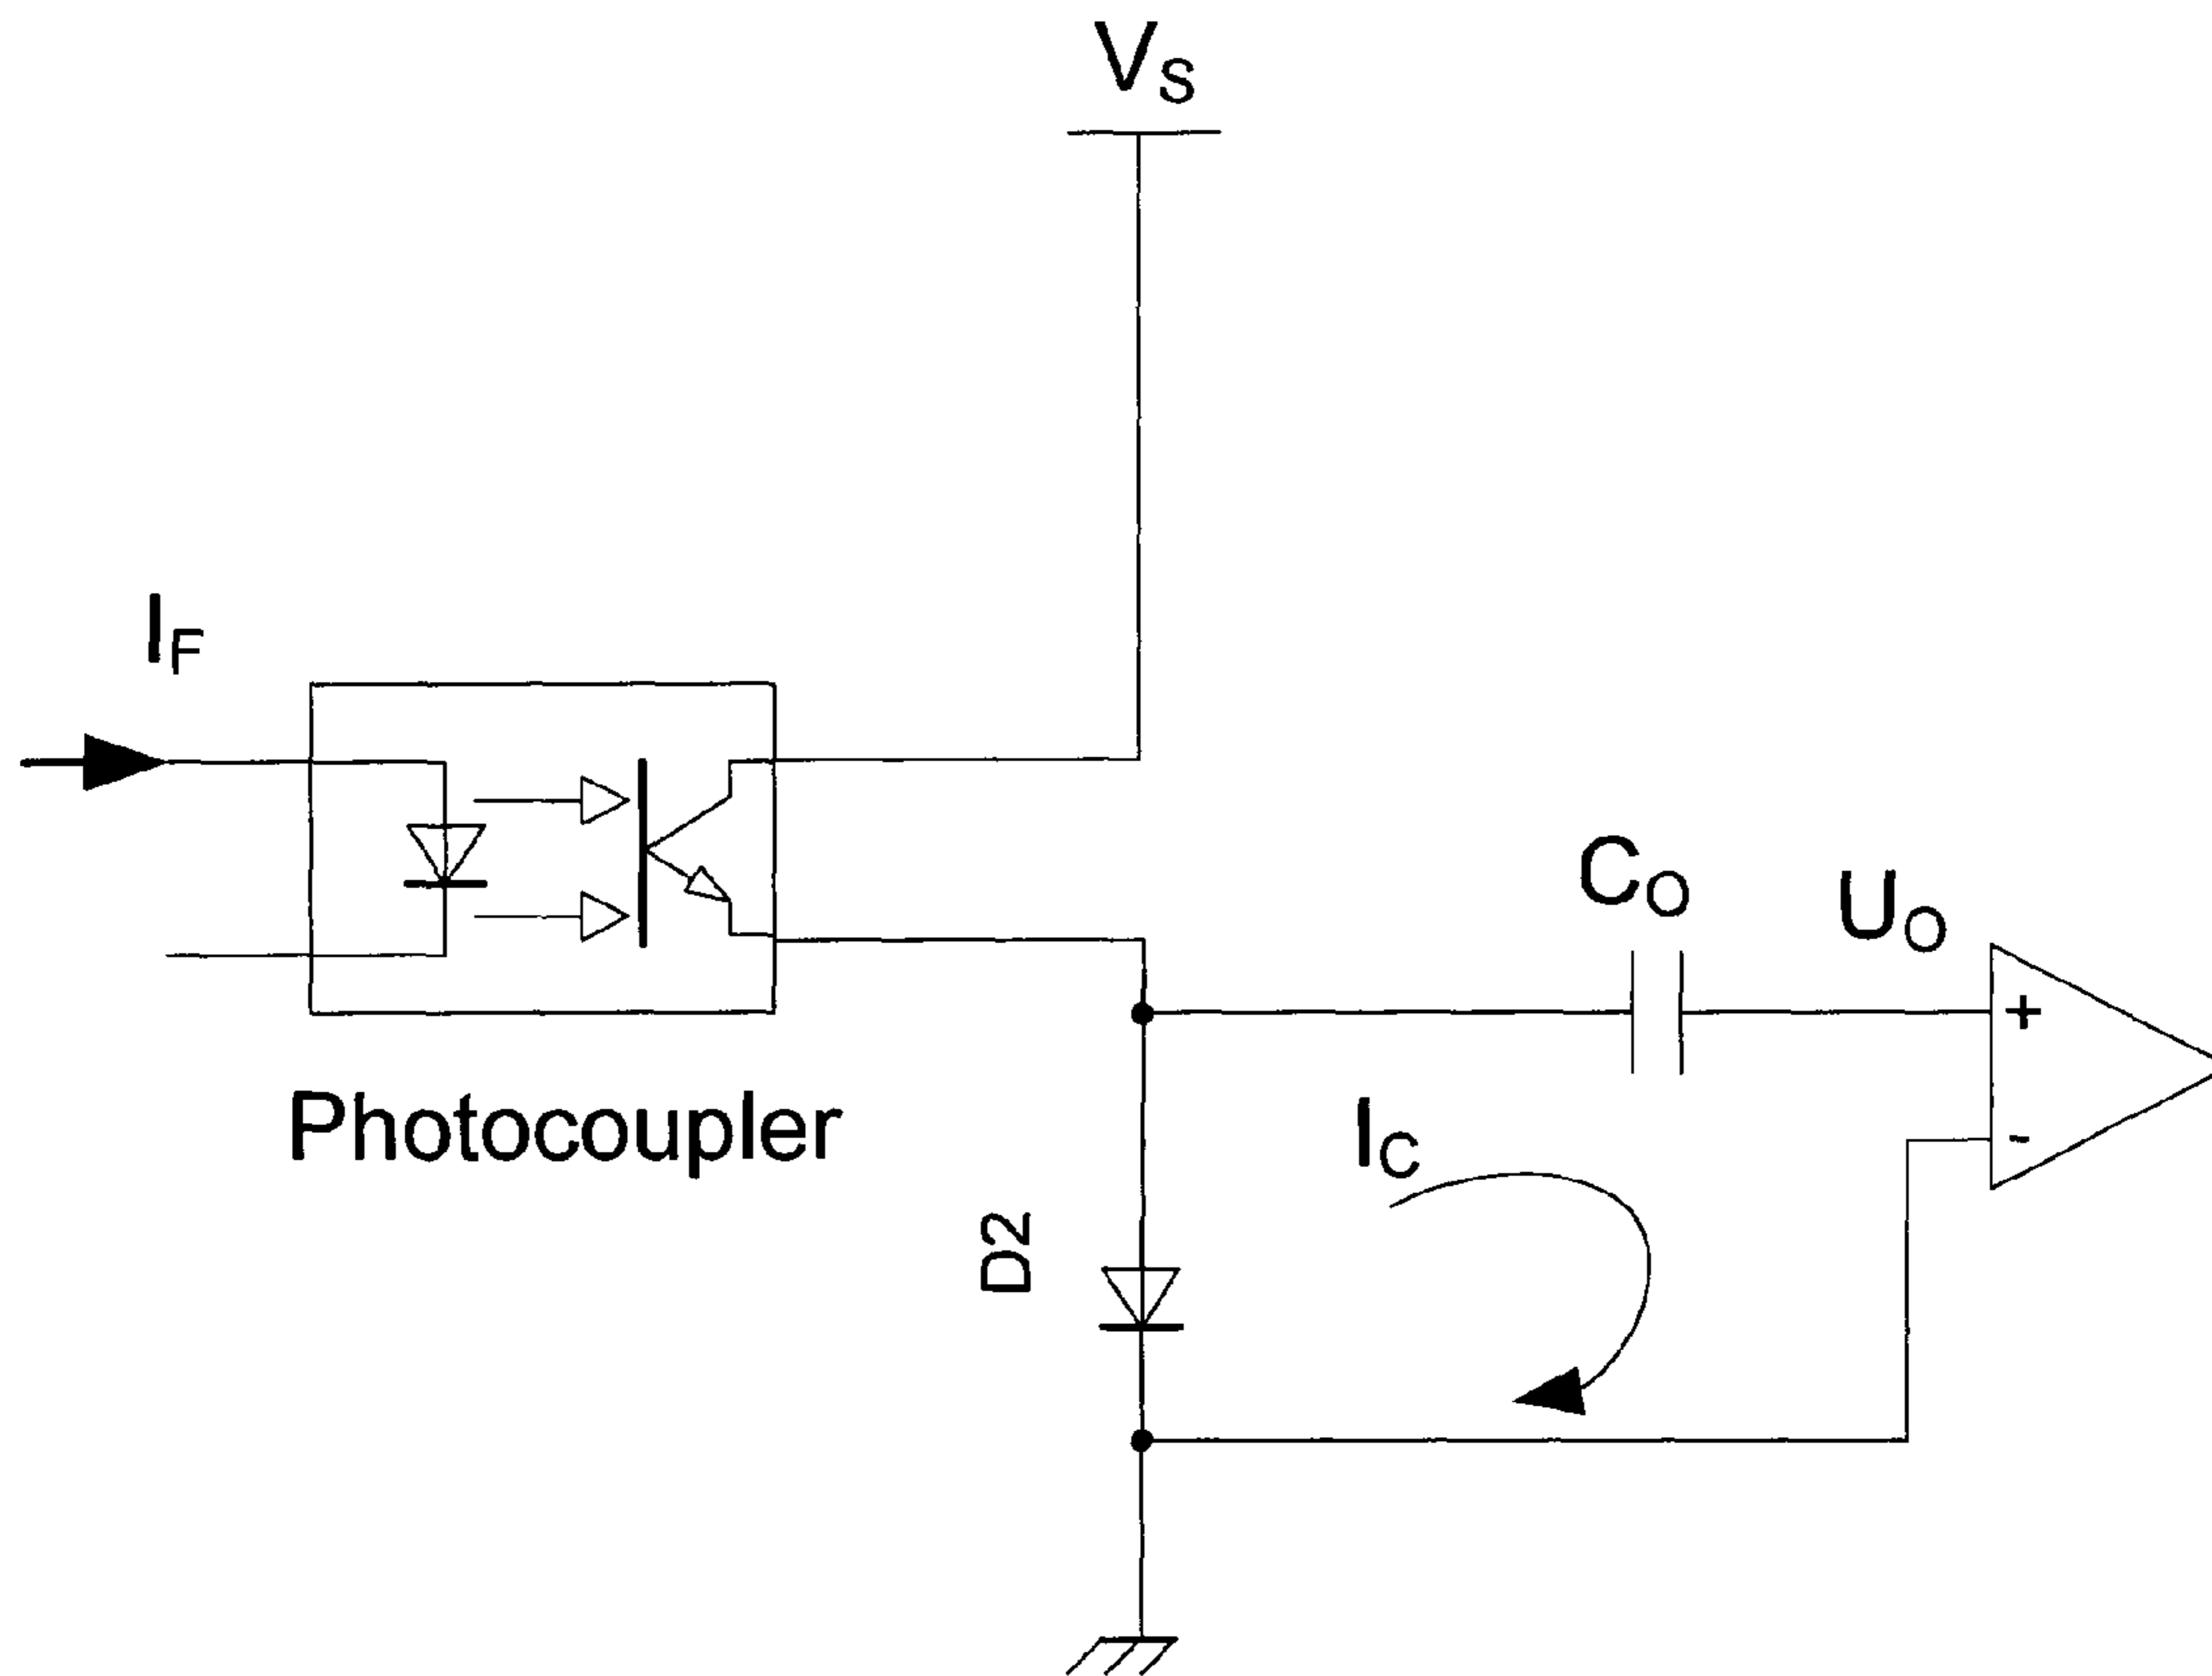 VS
IF
CO
UO
+
Photocoupler
IC
-
D2